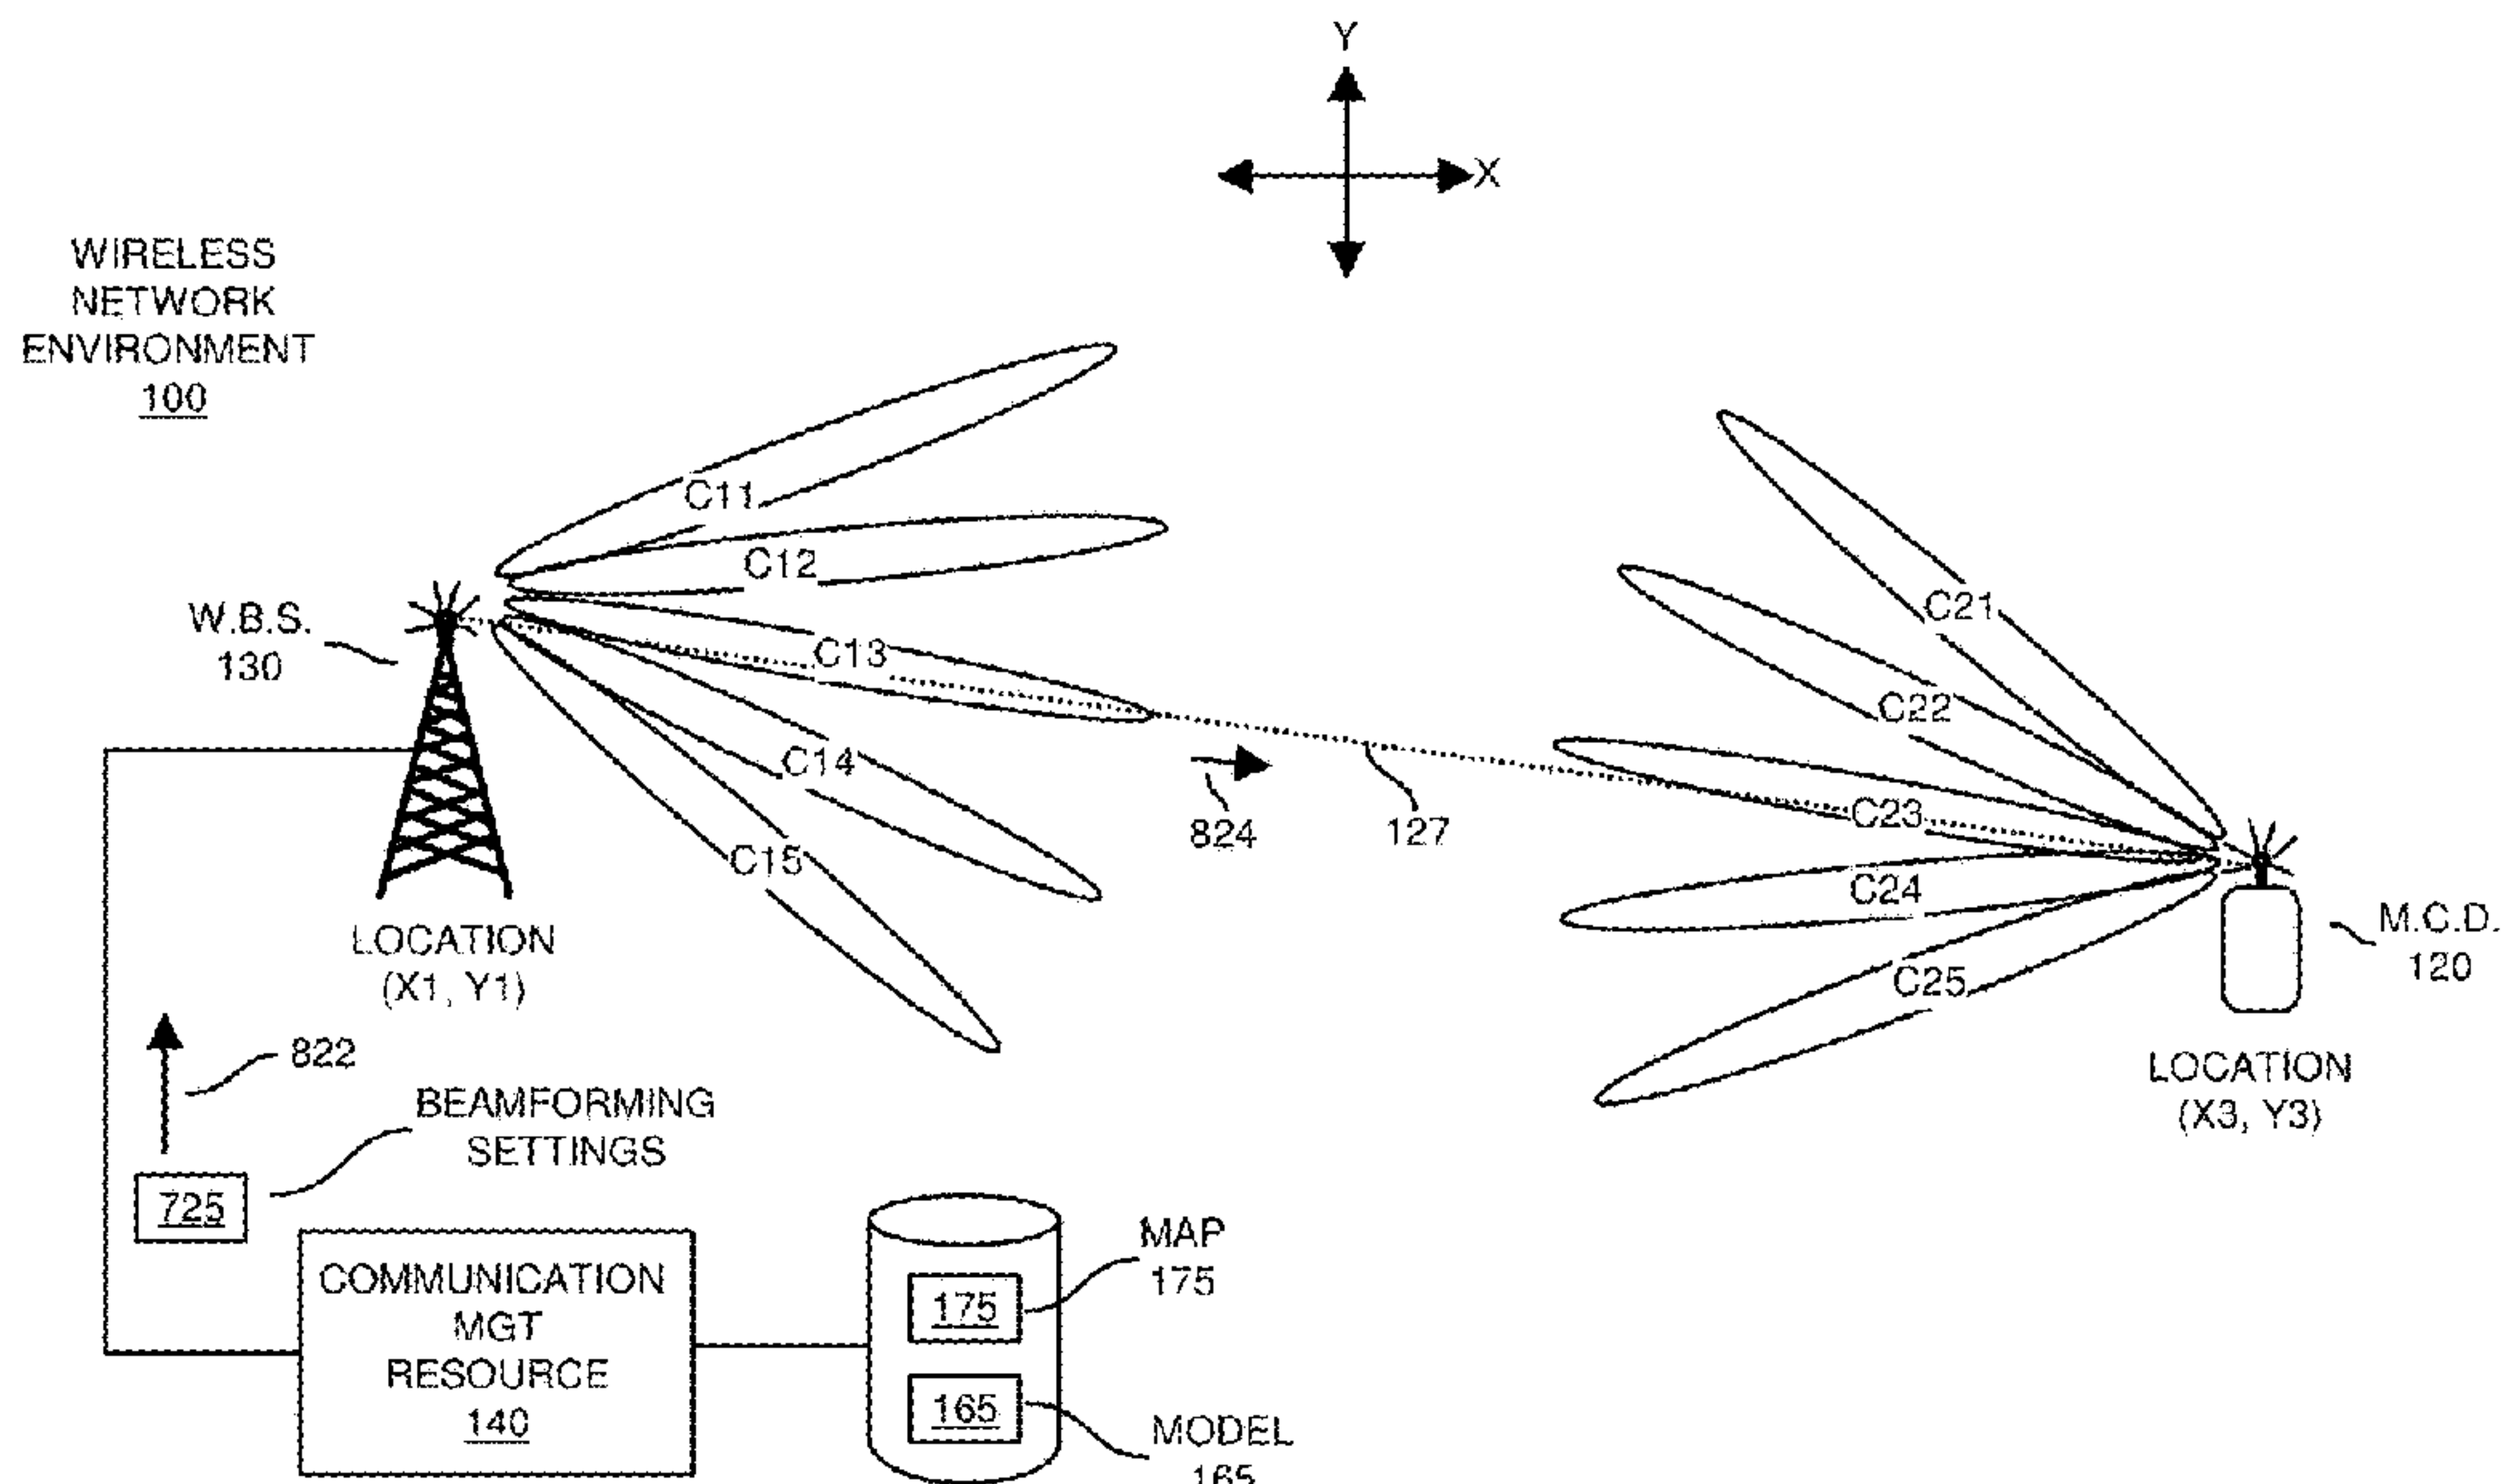 Y
X
WIRELESS
NETWORK
ENVIRONMENT
100
C11
C12
C13
C14
C15
C21
C22
C23
C24
C25
W.B.S.
130
824
127
M.C.D.
120
LOCATION
(X1, Y1)
LOCATION
(X3, Y3)
822
BEAMFORMING
SETTINGS
725
COMMUNICATION
MGT
RESOURCE
140
MAP
175
175
165
MODEL
165